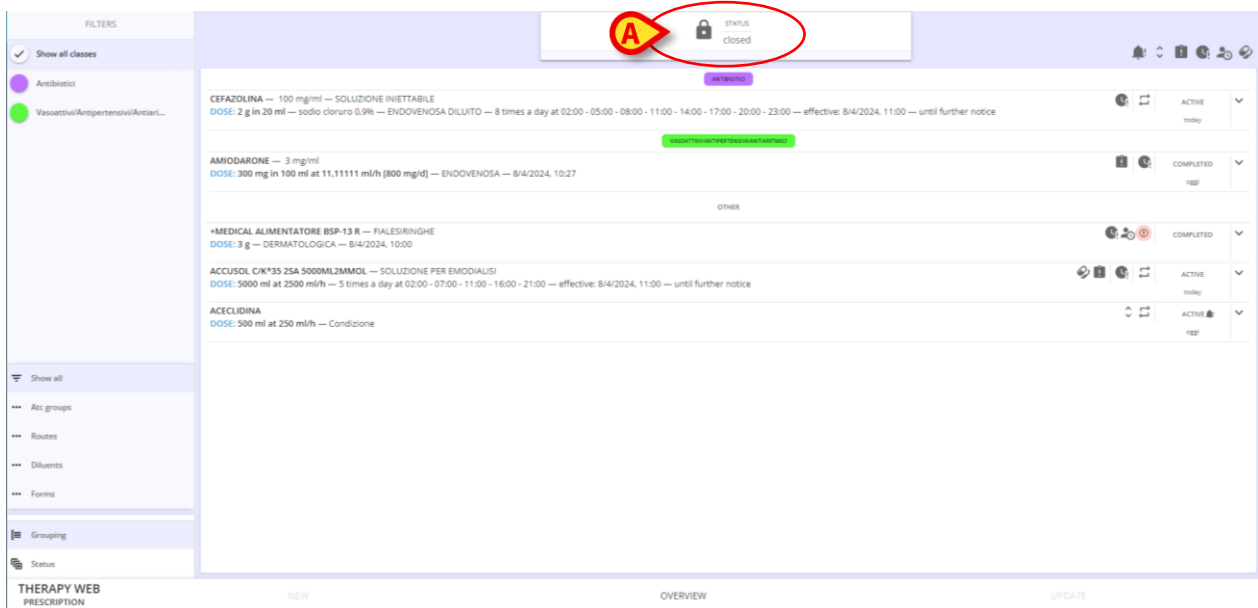 FILTERS
Show all classes
Antibiotici
Vasoattivi/Antipertensivi/Antiari...
A
STATUS
closed
ANTIBIOTICI
CEFAZOLINA — 100 mg/ml — SOLUZIONE INIETTABILE
DOSE: 2 g in 20 ml — sodio cloruro 0.9% — ENDOVENOSA DILUITO — 8 times a day at 02:00 - 05:00 - 08:00 - 11:00 - 14:00 - 17:00 - 20:00 - 23:00 — effective: 8/4/2024, 11:00 — until further notice
ACTIVE
today
VASOATTIVI/ANTIPERTENSIVI/ANTIARITMICI
AMIODARONE — 3 mg/ml
DOSE: 300 mg in 100 ml at 11,11111 ml/h [800 mg/d] — ENDOVENOSA — 8/4/2024, 10:27
COMPLETED
oggi
OTHER
+MEDICAL ALIMENTATORE BSP-13 R — FIALESIRINGHE
DOSE: 3 g — DERMATOLOGICA — 8/4/2024, 10:00
COMPLETED
ACCUSOL C/K*35 2SA 5000ML2MMOL — SOLUZIONE PER EMODIALISI
DOSE: 5000 ml at 2500 ml/h — 5 times a day at 02:00 - 07:00 - 11:00 - 16:00 - 21:00 — effective: 8/4/2024, 11:00 — until further notice
ACTIVE
today
ACECLIDINA
DOSE: 500 ml at 250 ml/h — Condizione
ACTIVE
oggi
Show all
Atc groups
Routes
Diluents
Forms
Grouping
Status
THERAPY WEB
PRESCRIPTION
NEW
OVERVIEW
UPDATE